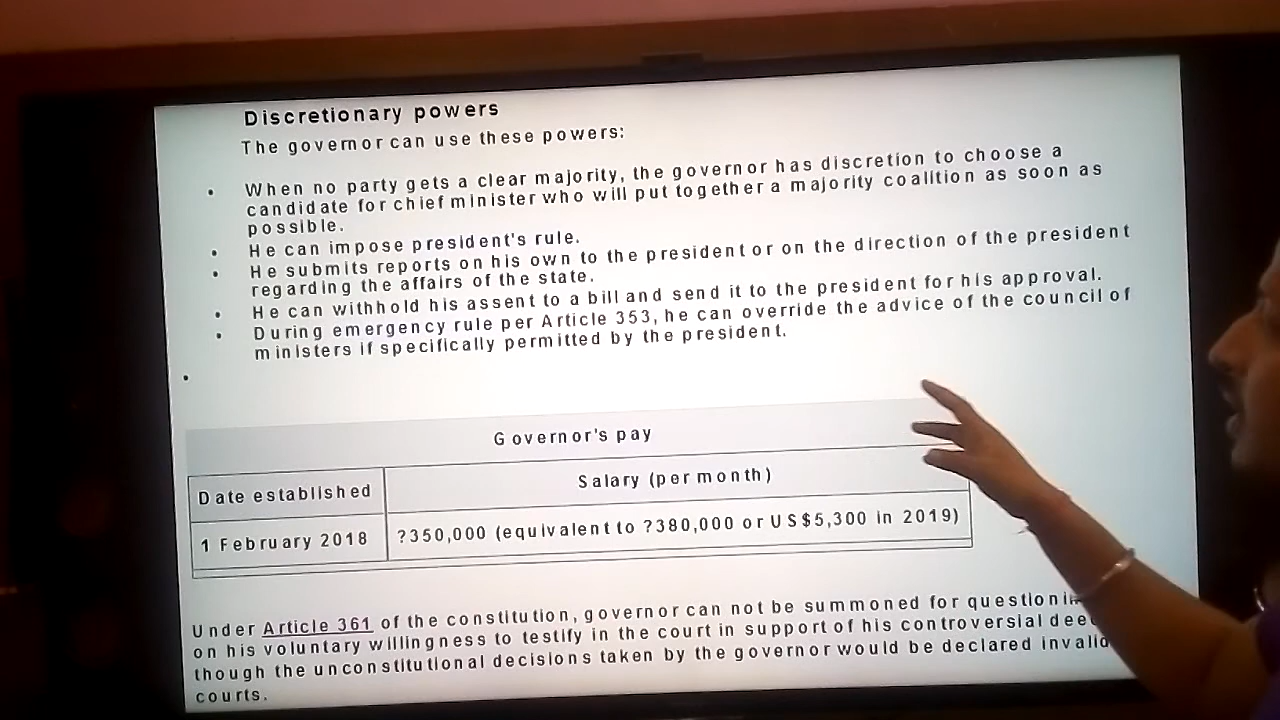 Discretionary powers
The governor can use these powers:
• When no party gets a clear majority, the governor has discretion to choose a
candidate for chief minister who will put together a majority coalition as soon as
possible.
• He can impose president's rule.
• He submits reports on his own to the president or on the direction of the president
regarding the affairs of the state.
• He can withhold his assent to a bill and send it to the president for his approval.
• During emergency rule per Article 353, he can override the advice of the council of
ministers if specifically permitted by the president.
•
Governor's pay
Date established Salary (per month)
1 February 2018 ?350,000 (equivalent to ?380,000 or US$5,300 in 2019)
Under Article 361 of the constitution, governor can not be summoned for
on his voluntary willingness to testify in the court in support of his controversial
though the unconstitutional decisions taken by the governor would be declared invalid
courts.